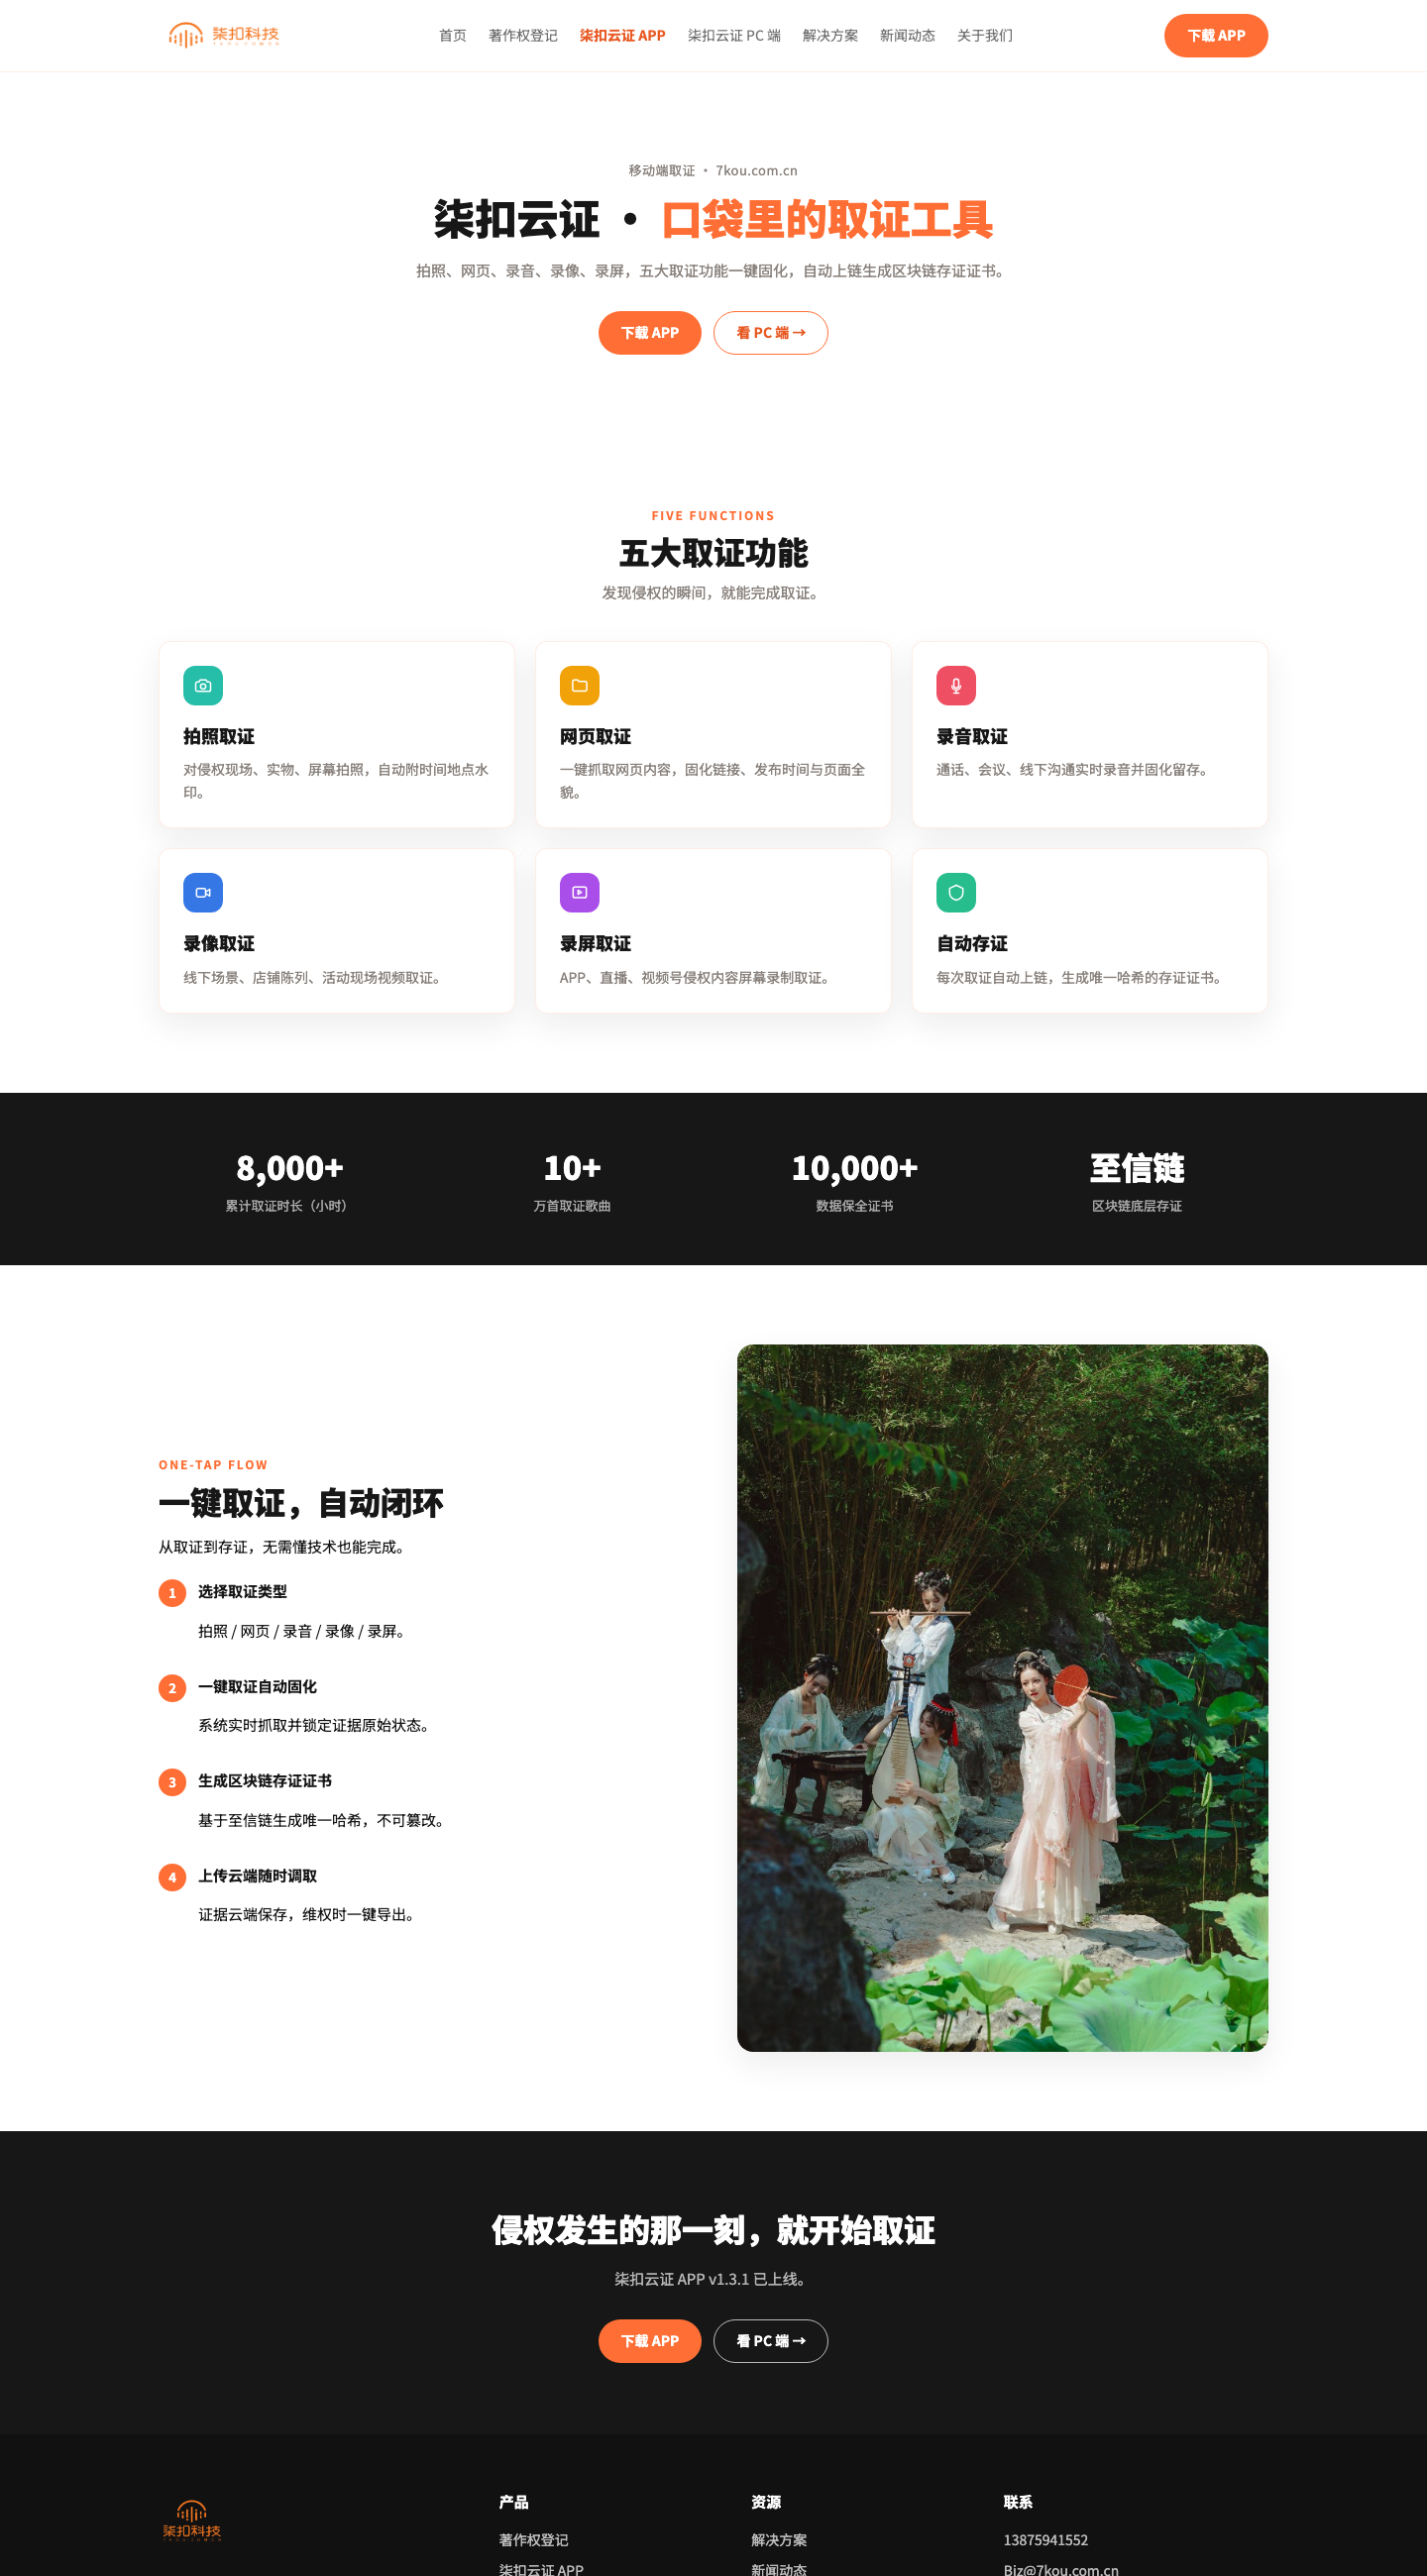 柒扣科技
首页 著作权登记 柒扣云证 APP 柒扣云证 PC 端 解决方案 新闻动态 关于我们
下载 APP
移动端取证 · 7kou.com.cn
柒扣云证 · 口袋里的取证工具
拍照、网页、录音、录像、录屏，五大取证功能一键固化，自动上链生成区块链存证证书。
下载 APP
看 PC 端 →
FIVE FUNCTIONS
五大取证功能
发现侵权的瞬间，就能完成取证。
拍照取证
对侵权现场、实物、屏幕拍照，自动附时间地点水
印。
网页取证
一键抓取网页内容，固化链接、发布时间与页面全
貌。
录音取证
通话、会议、线下沟通实时录音并固化留存。
录像取证
线下场景、店铺陈列、活动现场视频取证。
录屏取证
APP、直播、视频号侵权内容屏幕录制取证。
自动存证
每次取证自动上链，生成唯一哈希的存证证书。
8,000+
累计取证时长（小时）
10+
万首取证歌曲
10,000+
数据保全证书
至信链
区块链底层存证
ONE-TAP FLOW
一键取证，自动闭环
从取证到存证，无需懂技术也能完成。
1 选择取证类型
拍照 / 网页 / 录音 / 录像 / 录屏。
2 一键取证自动固化
系统实时抓取并锁定证据原始状态。
3 生成区块链存证证书
基于至信链生成唯一哈希，不可篡改。
4 上传云端随时调取
证据云端保存，维权时一键导出。
侵权发生的那一刻，就开始取证
柒扣云证 APP v1.3.1 已上线。
下载 APP
看 PC 端 →
柒扣科技
产品
著作权登记
柒扣云证 APP
资源
解决方案
新闻动态
联系
13875941552
Biz@7kou.com.cn